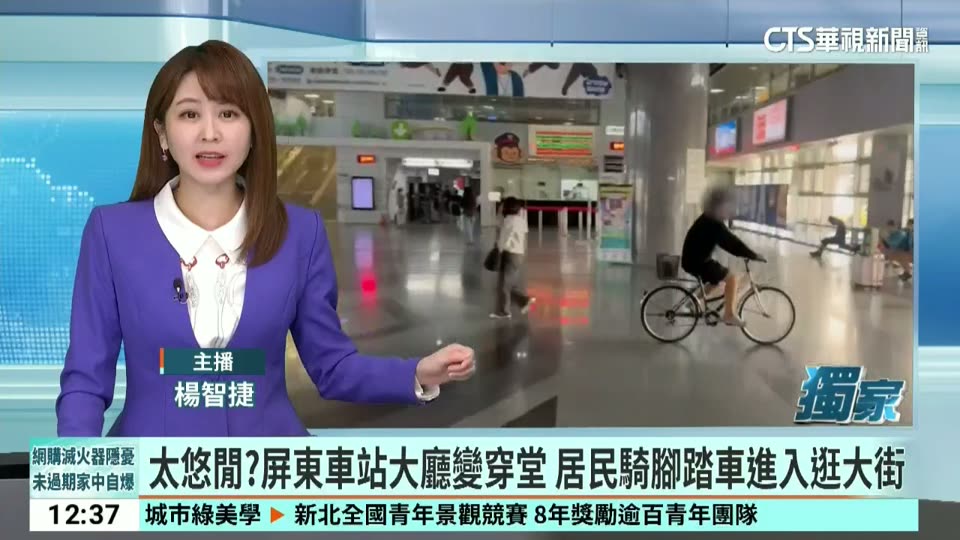 CTS華視新聞資訊
獨家
主播
楊智捷
網購滅火器隱憂
未過期家中自爆
太悠閒?屏東車站大廳變穿堂 居民騎腳踏車進入逛大街
12:37
城市綠美學 ▶ 新北全國青年景觀競賽 8年獎勵逾百青年團隊